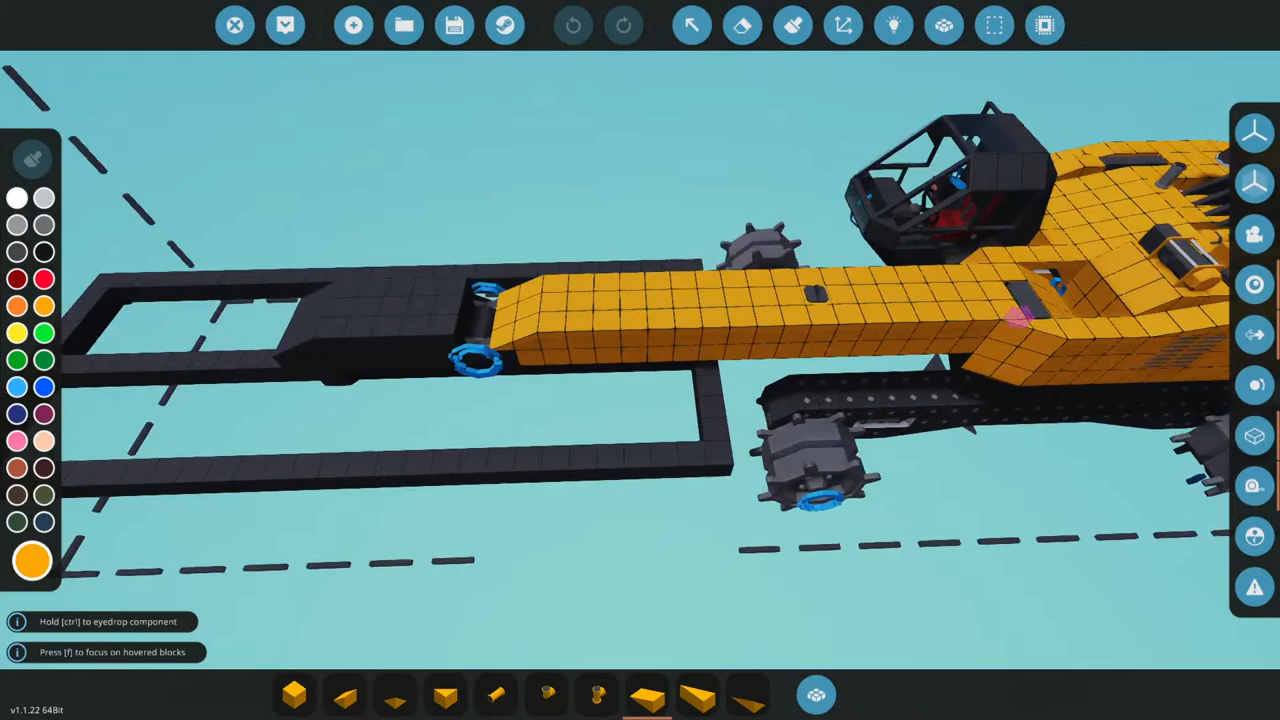 Hold [ctrl] to eyedrop component
Press [f] to focus on hovered blocks
v1.1.22 64Bit